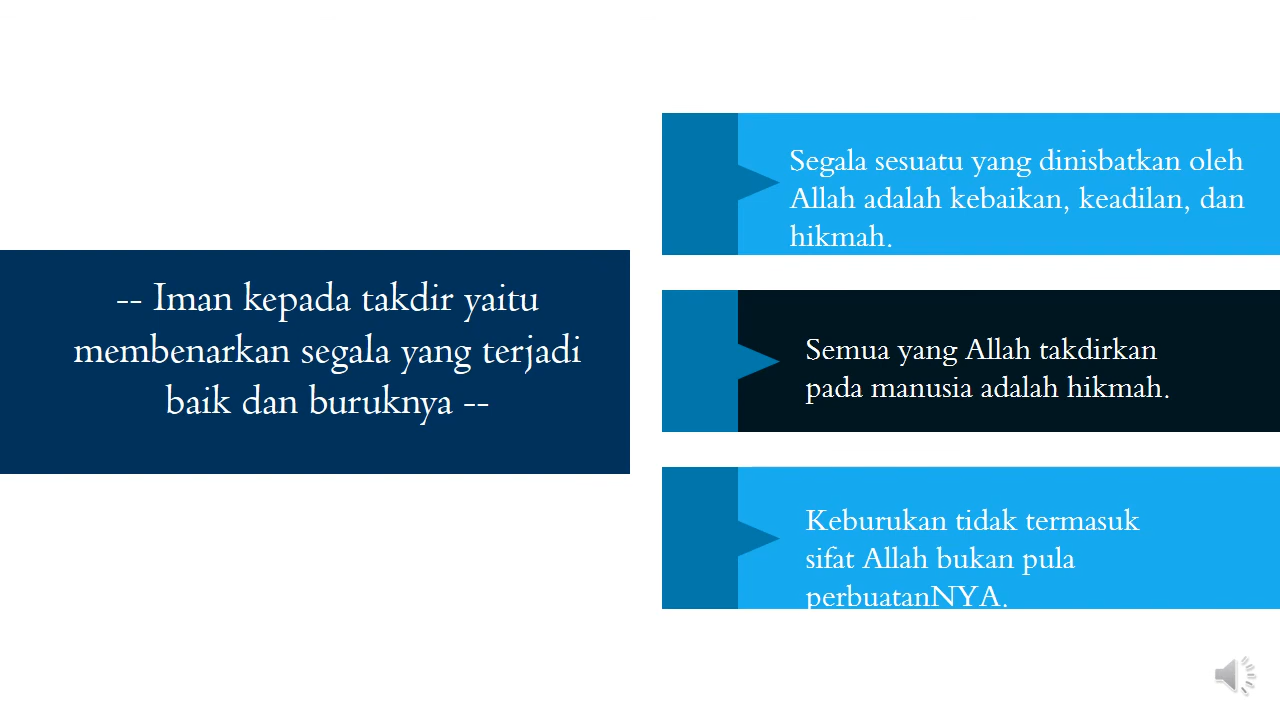 -- Iman kepada takdir yaitu
membenarkan segala yang terjadi
baik dan buruknya --
Segala sesuatu yang dinisbatkan oleh
Allah adalah kebaikan, keadilan, dan
hikmah.
Semua yang Allah takdirkan
pada manusia adalah hikmah.
Keburukan tidak termasuk
sifat Allah bukan pula
perbuatanNYA.